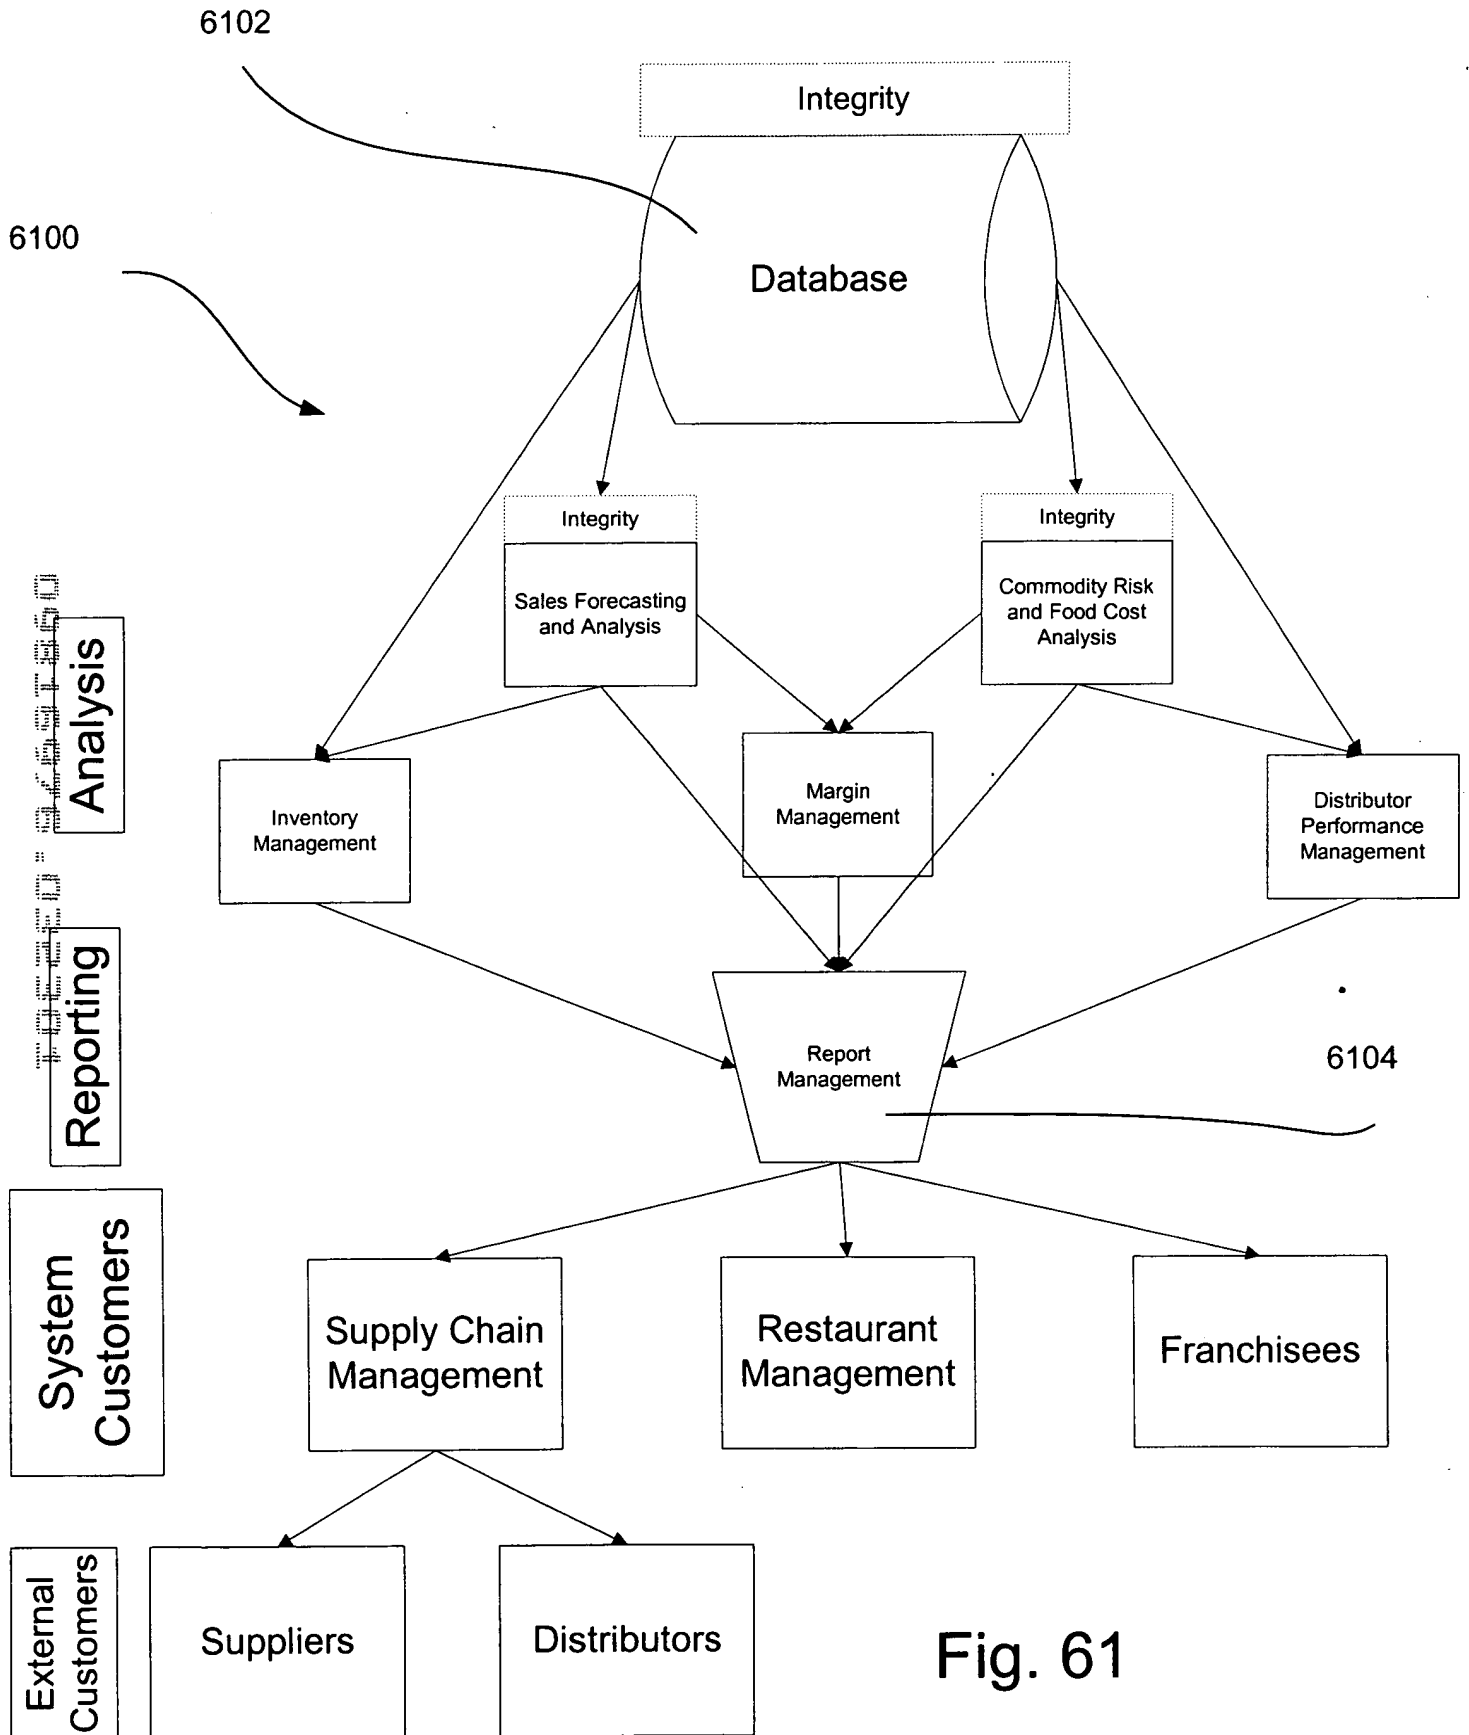 6102
Integrity
6100
Database
Integrity
Integrity
Sales Forecasting
and Analysis
Commodity Risk
and Food Cost
Analysis
Analysis
Inventory
Management
Margin
Management
Distributor
Performance
Management
Reporting
Report
Management
6104
System
Customers
Supply Chain
Management
Restaurant
Management
Franchisees
External
Customers
Suppliers
Distributors
Fig. 61